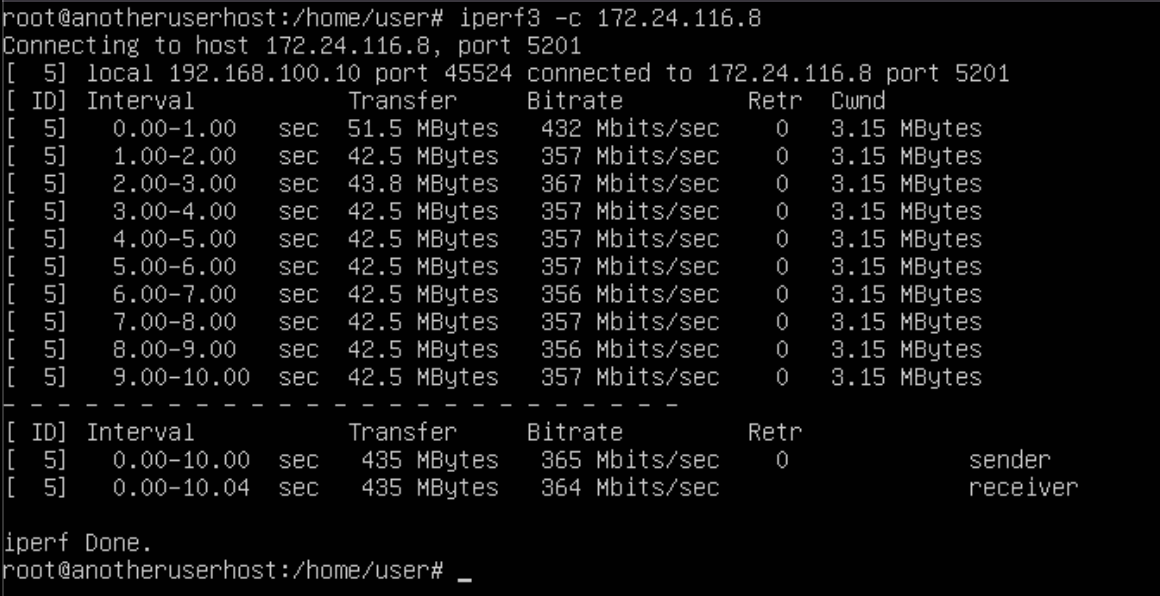 root@anotheruserhost:/home/user# iperf3 -c 172.24.116.8
Connecting to host 172.24.116.8, port 5201
[  5] local 192.168.100.10 port 45524 connected to 172.24.116.8 port 5201
[ ID] Interval           Transfer     Bitrate         Retr  Cwnd
[  5]   0.00-1.00   sec  51.5 MBytes   432 Mbits/sec    0   3.15 MBytes
[  5]   1.00-2.00   sec  42.5 MBytes   357 Mbits/sec    0   3.15 MBytes
[  5]   2.00-3.00   sec  43.8 MBytes   367 Mbits/sec    0   3.15 MBytes
[  5]   3.00-4.00   sec  42.5 MBytes   357 Mbits/sec    0   3.15 MBytes
[  5]   4.00-5.00   sec  42.5 MBytes   357 Mbits/sec    0   3.15 MBytes
[  5]   5.00-6.00   sec  42.5 MBytes   357 Mbits/sec    0   3.15 MBytes
[  5]   6.00-7.00   sec  42.5 MBytes   356 Mbits/sec    0   3.15 MBytes
[  5]   7.00-8.00   sec  42.5 MBytes   357 Mbits/sec    0   3.15 MBytes
[  5]   8.00-9.00   sec  42.5 MBytes   356 Mbits/sec    0   3.15 MBytes
[  5]   9.00-10.00  sec  42.5 MBytes   357 Mbits/sec    0   3.15 MBytes
- - - - - - - - - - - - - - - - - - - - - - - - -
[ ID] Interval           Transfer     Bitrate         Retr
[  5]   0.00-10.00  sec   435 MBytes   365 Mbits/sec    0             sender
[  5]   0.00-10.04  sec   435 MBytes   364 Mbits/sec                  receiver
iperf Done.
root@anotheruserhost:/home/user# _